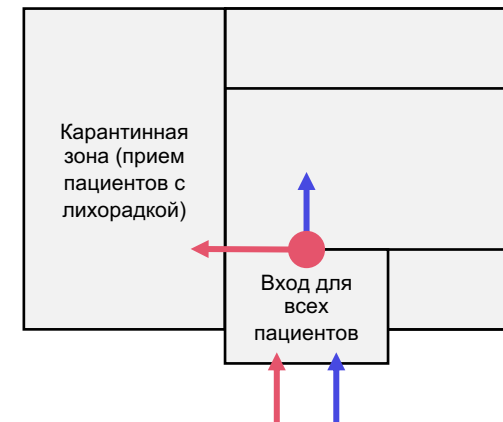 Карантинная
зона (прием
пациентов с
лихорадкой)
Вход для
всех
пациентов